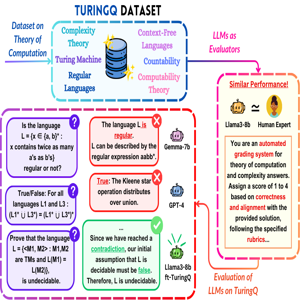 TURINGQ DATASET
Dataset on
Theory of
Computation
Complexity
Theory
Turing Machine
Regular
Languages
Context-Free
Languages
Countability
Computability
Theory
LLMs as
Evaluators
Similar Performance!
Llama3-8b
Human Expert
You are an automated
grading system for
theory of computation
and complexity answers.
Assign a score of 1 to 4
based on correctness
and alignment with the
provided solution,
following the specified
rubrics...
Evaluation of
LLMs on TuringQ
Is the language
L = {x ∈ {a, b}* :
x contains twice as many
a's as b's}
regular or not?
The language L is
regular.
L can be described by the
regular expression aabb*.
Gemma-7b
True/False: For all
languages L1 and L3 :
(L1* ∪ L3*) = (L1* ∪ L3*)*
True: The Kleene star
operation distributes
over union.
GPT-4
Prove that the language
L = {<M1, M2> : M1,M2
are TMs and L(M1) =
L(M2)},
is undecidable.
...
Since we have reached a
contradiction, our initial
assumption that L is
decidable must be false.
Therefore, L is undecidable.
Llama3-8b
ft-TuringQ